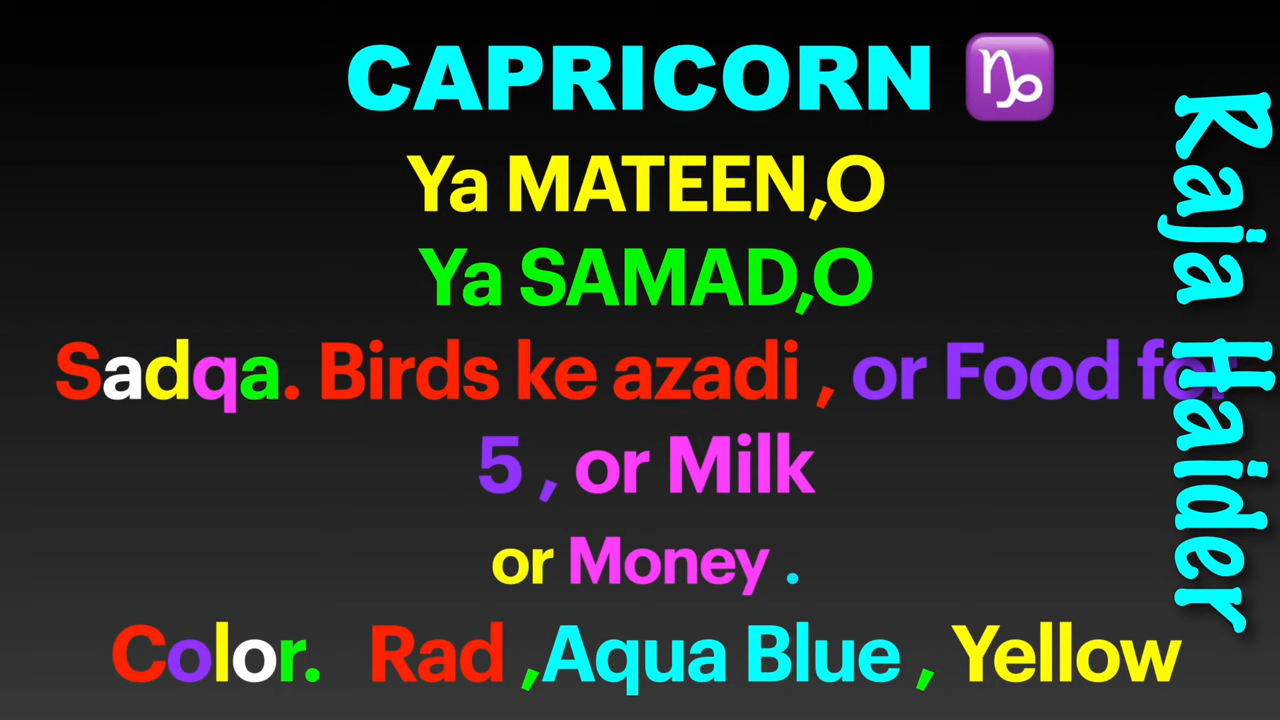 CAPRICORN ♑
Ya MATEEN,O
Ya SAMAD,O
Sadqa. Birds ke azadi , or Food for
5 , or Milk
or Money .
Color. Rad ,Aqua Blue , Yellow
Raja Haider